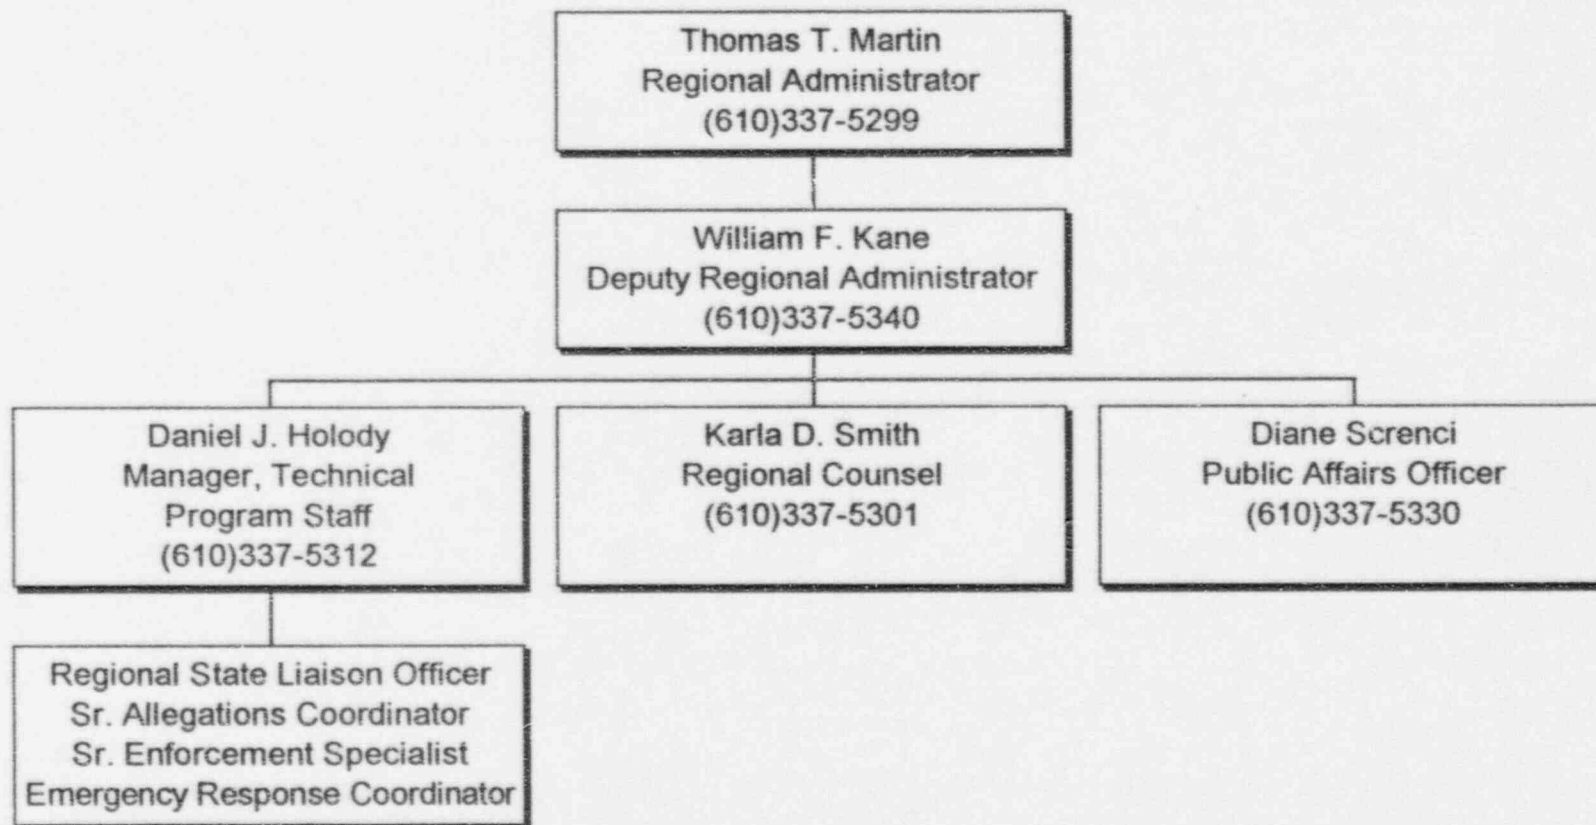 Thomas T. Martin
Regional Administrator
(610)337-5299
William F. Kane
Deputy Regional Administrator
(610)337-5340
Daniel J. Holody
Manager, Technical
Program Staff
(610)337-5312
Karla D. Smith
Regional Counsel
(610)337-5301
Diane Screnci
Public Affairs Officer
(610)337-5330
Regional State Liaison Officer
Sr. Allegations Coordinator
Sr. Enforcement Specialist
Emergency Response Coordinator